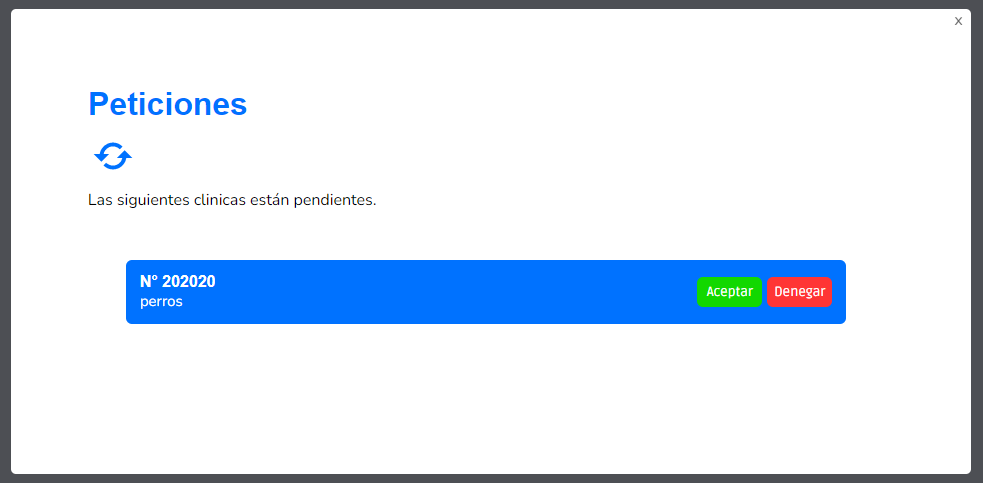 x
Peticiones
Las siguientes clinicas están pendientes.
N° 202020
perros
Aceptar
Denegar